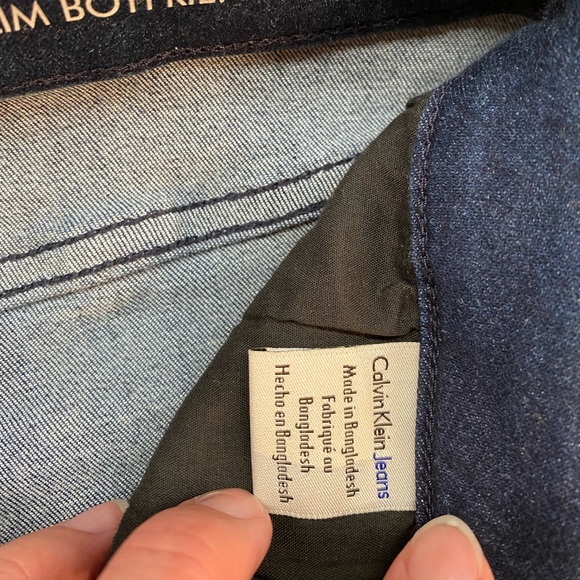 Calvin Klein Jeans
Made in Bangladesh
Fabriqué au
Bangladesh
Hecho en Bangladesh